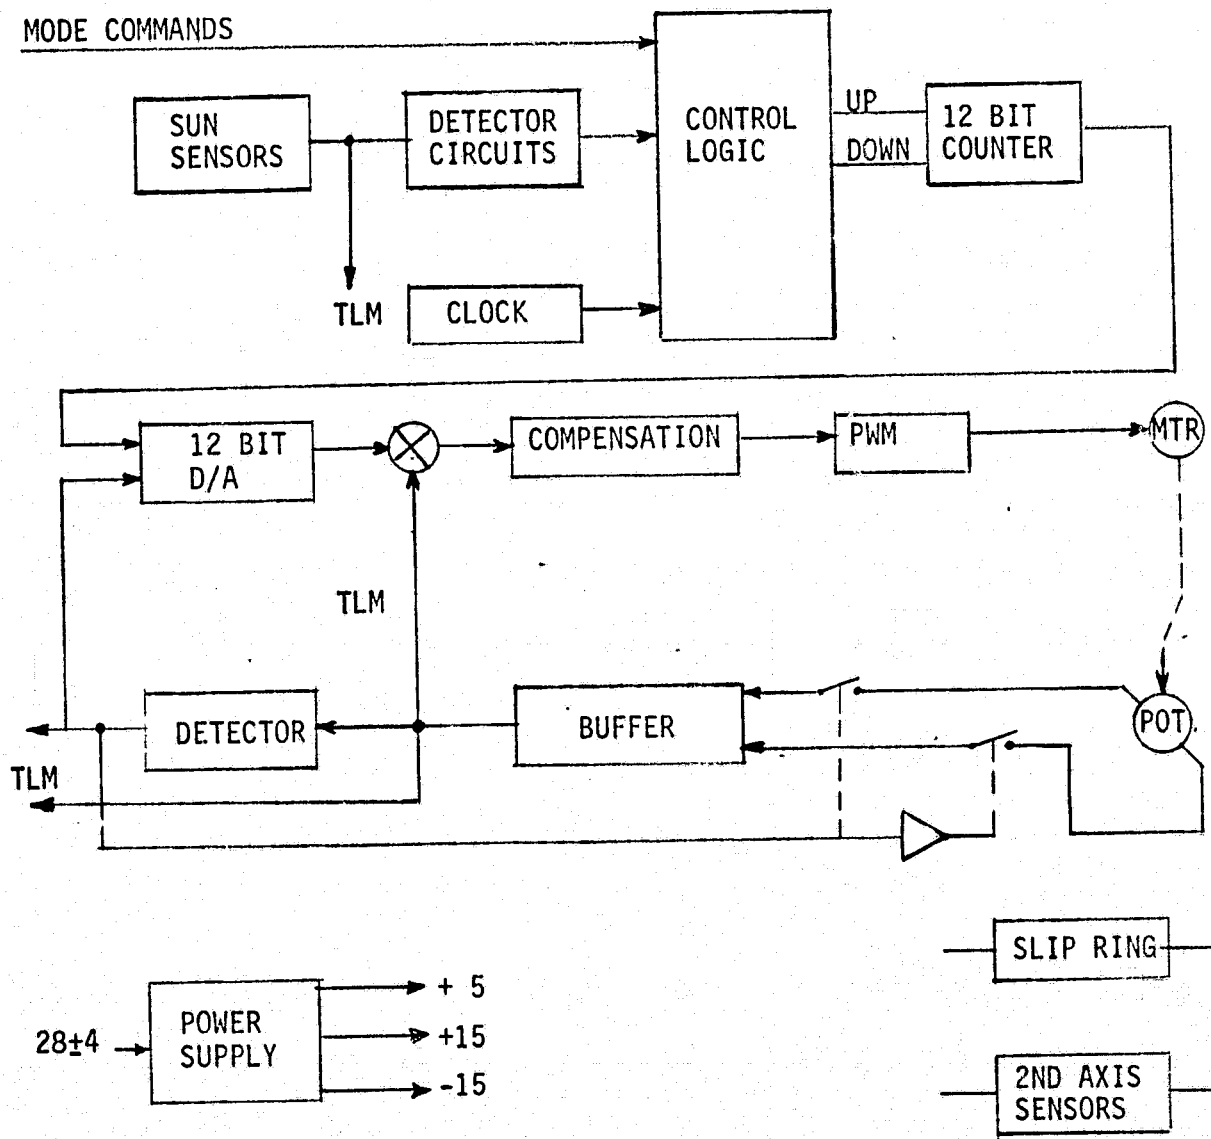 MODE COMMANDS
SUN
SENSORS
DETECTOR
CIRCUITS
CONTROL
LOGIC
UP
DOWN
12 BIT
COUNTER
TLM
CLOCK
12 BIT
D/A
COMPENSATION
PWM
MTR
TLM
DETECTOR
BUFFER
POT
TLM
SLIP RING
28±4
POWER
SUPPLY
+ 5
+15
-15
2ND AXIS
SENSORS